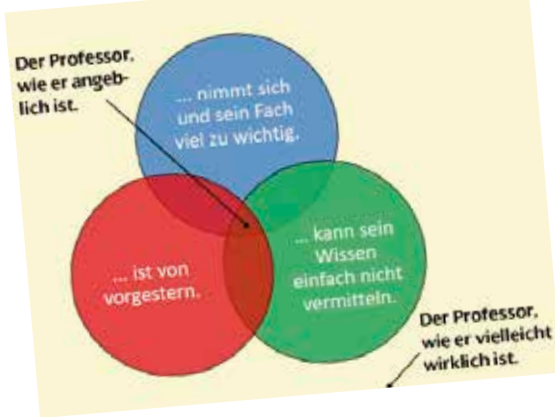 Der Professor,
wie er angeb-
lich ist.
... nimmt sich
und sein Fach
viel zu wichtig.
... ist von
vorgestern.
... kann sein
Wissen
einfach nicht
vermitteln.
Der Professor,
wie er vielleicht
wirklich ist.